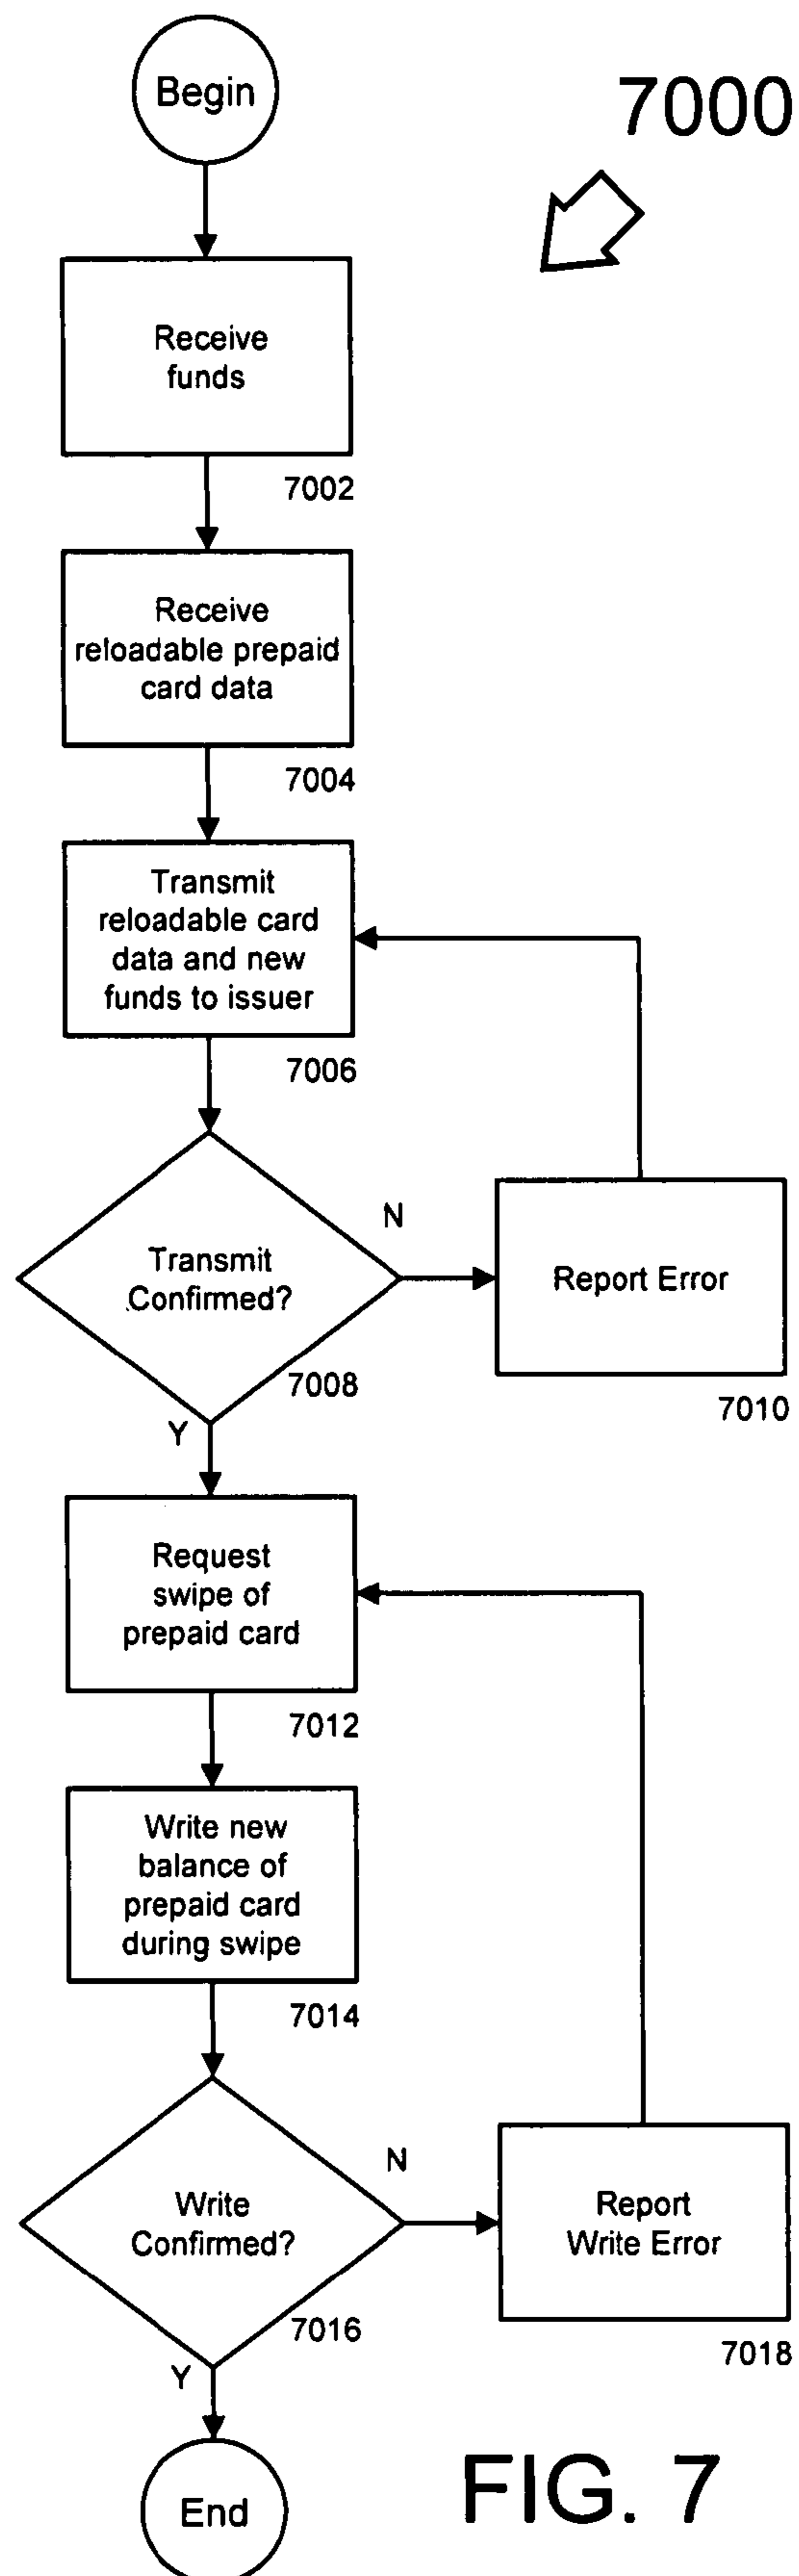 Begin
7000
Receive
funds
7002
Receive
reloadable prepaid
card data
7004
Transmit
reloadable card
data and new
funds to issuer
7006
Transmit
Confirmed?
7008
N
Report Error
7010
Y
Request
swipe of
prepaid card
7012
Write new
balance of
prepaid card
during swipe
7014
Write
Confirmed?
7016
N
Report
Write Error
7018
Y
End
FIG. 7